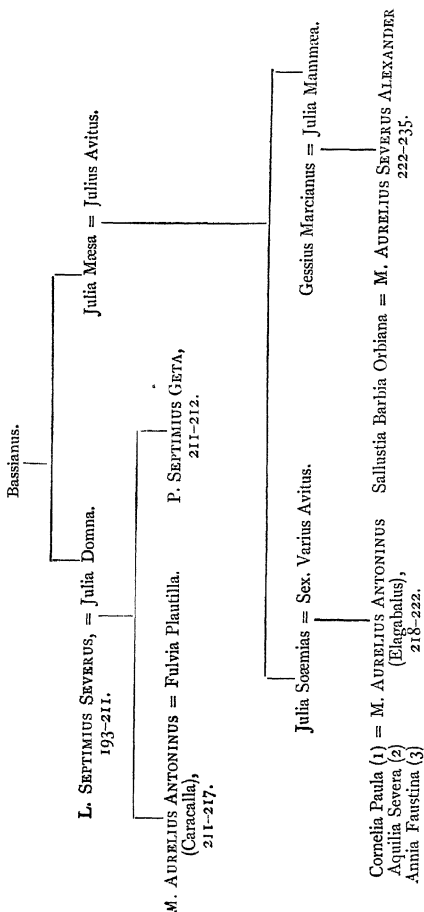 Bassianus.
L. SEPTIMIUS SEVERUS, = Julia Domna.
193–211.
Julia Mæsa = Julius Avitus.
M. AURELIUS ANTONINUS = Fulvia Plautilla.
(Caracalla),
211–217.
P. SEPTIMIUS GETA,
211–212.
Julia Soæmias = Sex. Varius Avitus.
Gessius Marcianus = Julia Mammæa.
Cornelia Paula (1) = M. AURELIUS ANTONINUS
Aquilia Severa (2)
Annia Faustina (3)
(Elagabalus),
218–222.
Sallustia Barbia Orbiana = M. AURELIUS SEVERUS ALEXANDER
222–235.